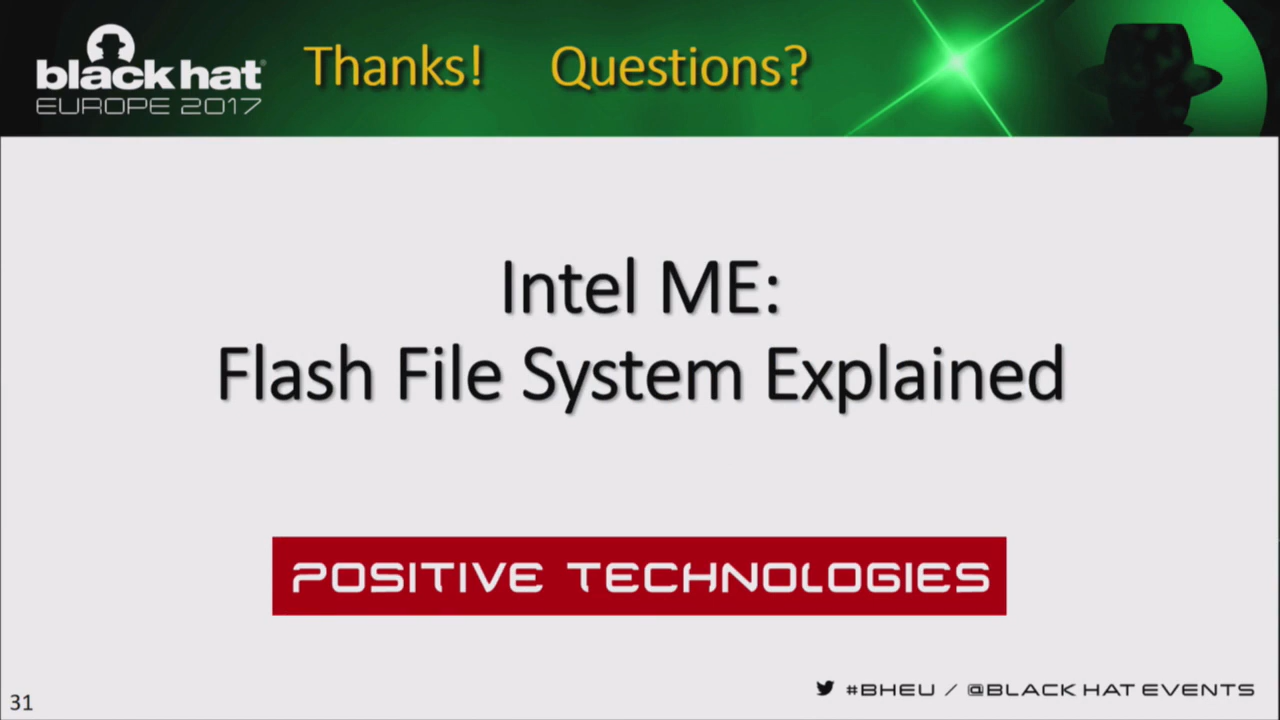 black hat®
EUROPE 2017
Thanks! Questions?
Intel ME:
Flash File System Explained
POSITIVE TECHNOLOGIES
31
#BHEU / @BLACK HAT EVENTS